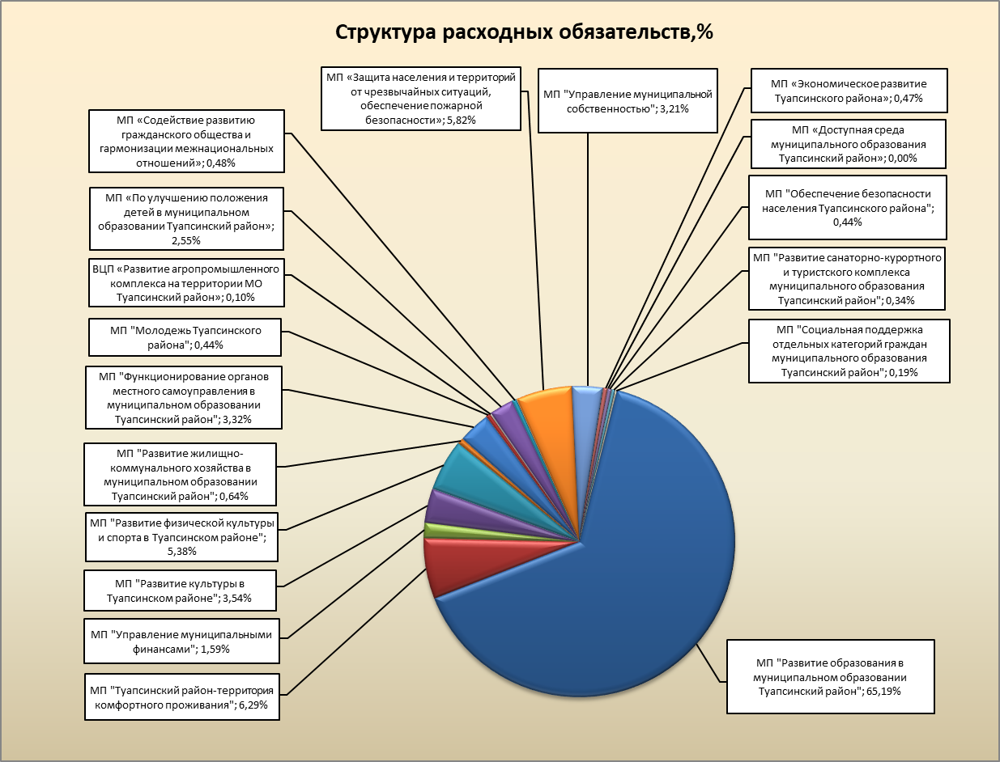 Структура расходных обязательств,%
МП «Защита населения и территорий
от чрезвычайных ситуаций,
обеспечение пожарной
безопасности»; 5,82%
МП "Управление муниципальной
собственностью"; 3,21%
МП «Экономическое развитие
Туапсинского района»; 0,47%
МП «Доступная среда
муниципального образования
Туапсинский район»; 0,00%
МП "Обеспечение безопасности
населения Туапсинского района";
0,44%
МП "Развитие санаторно-курортного
и туристского комплекса
муниципального образования
Туапсинский район"; 0,34%
МП "Социальная поддержка
отдельных категорий граждан
муниципального образования
Туапсинский район"; 0,19%
МП «Содействие развитию
гражданского общества и
гармонизации межнациональных
отношений»; 0,48%
МП «По улучшению положения
детей в муниципальном
образовании Туапсинский район»;
2,55%
ВЦП «Развитие агропромышленного
комплекса на территории МО
Туапсинский район»; 0,10%
МП "Молодежь Туапсинского
района"; 0,44%
МП "Функционирование органов
местного самоуправления в
муниципальном образовании
Туапсинский район"; 3,32%
МП "Развитие жилищно-
коммунального хозяйства в
муниципальном образовании
Туапсинский район"; 0,64%
МП "Развитие физической культуры
и спорта в Туапсинском районе";
5,38%
МП "Развитие культуры в
Туапсинском районе"; 3,54%
МП "Управление муниципальными
финансами"; 1,59%
МП "Туапсинский район-территория
комфортного проживания"; 6,29%
МП "Развитие образования в
муниципальном образовании
Туапсинский район"; 65,19%